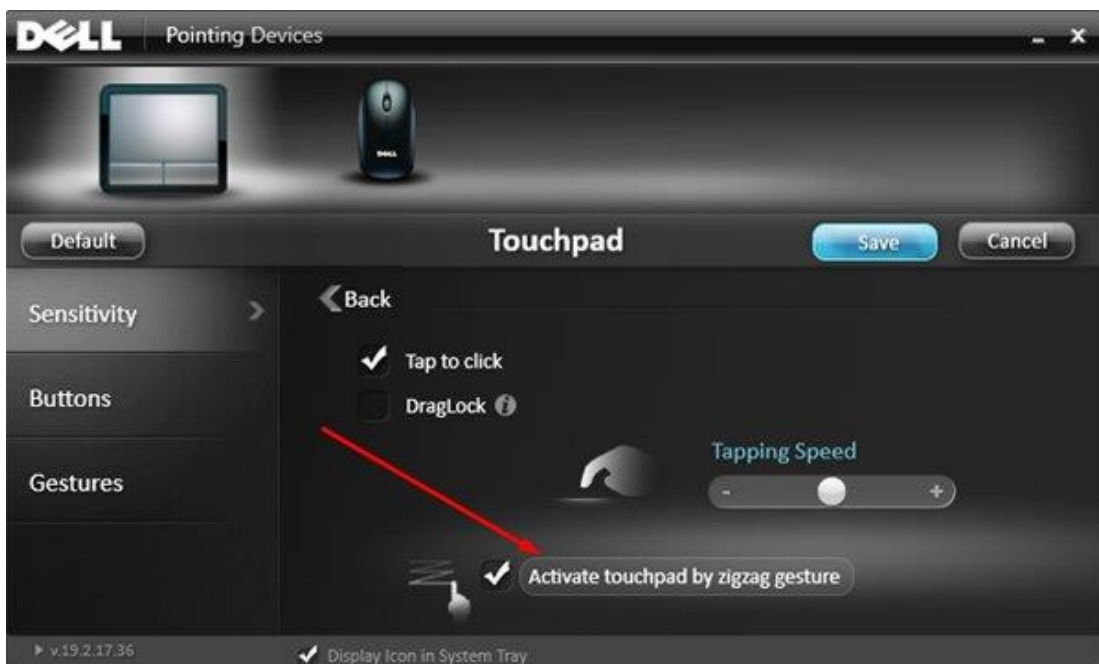 DELL Pointing Devices
DELL
Default Touchpad Save Cancel
Sensitivity
Back
Tap to click
Buttons
DragLock
Tapping Speed
Gestures
- +
Activate touchpad by zigzag gesture
v.19.2.17.36
Display Icon in System Tray